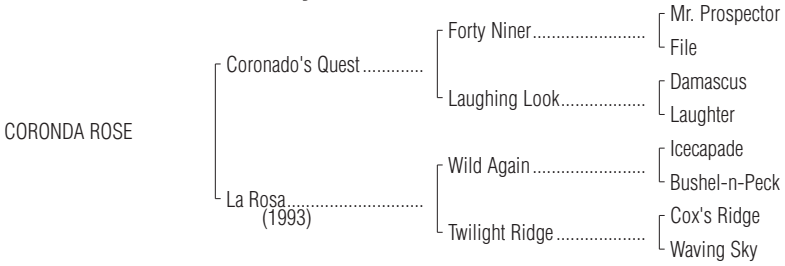 Mr. Prospector
Forty Niner.......................
File
Coronado's Quest.............
Damascus
Laughing Look...................
Laughter
CORONDA ROSE
Icecapade
Wild Again.........................
Bushel-n-Peck
La Rosa.............................
(1993)
Cox's Ridge
Twilight Ridge....................
Waving Sky